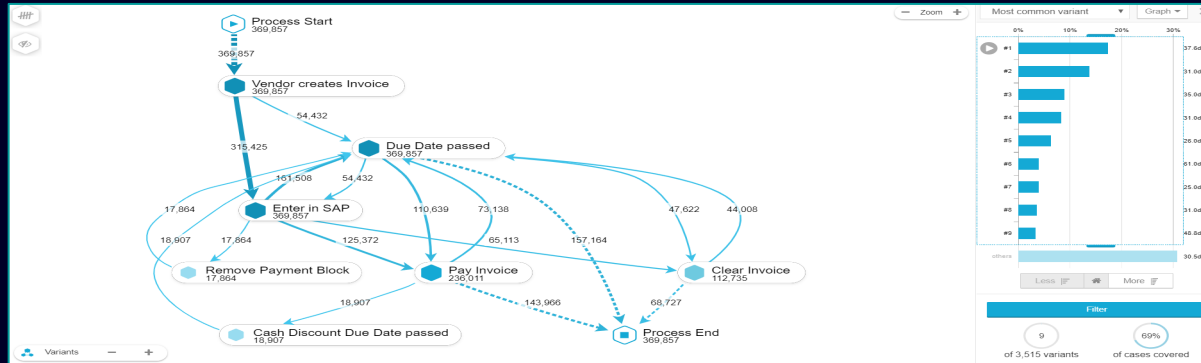 Process Start
369,857
369,857
Vendor creates Invoice
369,857
54,432
315,425
Due Date passed
369,857
161,508
54,432
Enter in SAP
369,857
17,864
110,639
73,138
47,622
44,008
18,907
17,864
125,372
65,113
157,164
Remove Payment Block
17,864
Pay Invoice
236,011
Clear Invoice
112,735
18,907
143,966
68,727
Cash Discount Due Date passed
18,907
Process End
369,857
Variants − +
− Zoom +
Most common variant
Graph
0% 10% 20% 30%
#1 37.6d
#2 31.0d
#3 35.0d
#4 31.0d
#5 26.0d
#6 61.0d
#7 25.0d
#8 31.0d
#9 48.8d
others 30.5d
Less
More
Filter
9
of 3,515 variants
69%
of cases covered